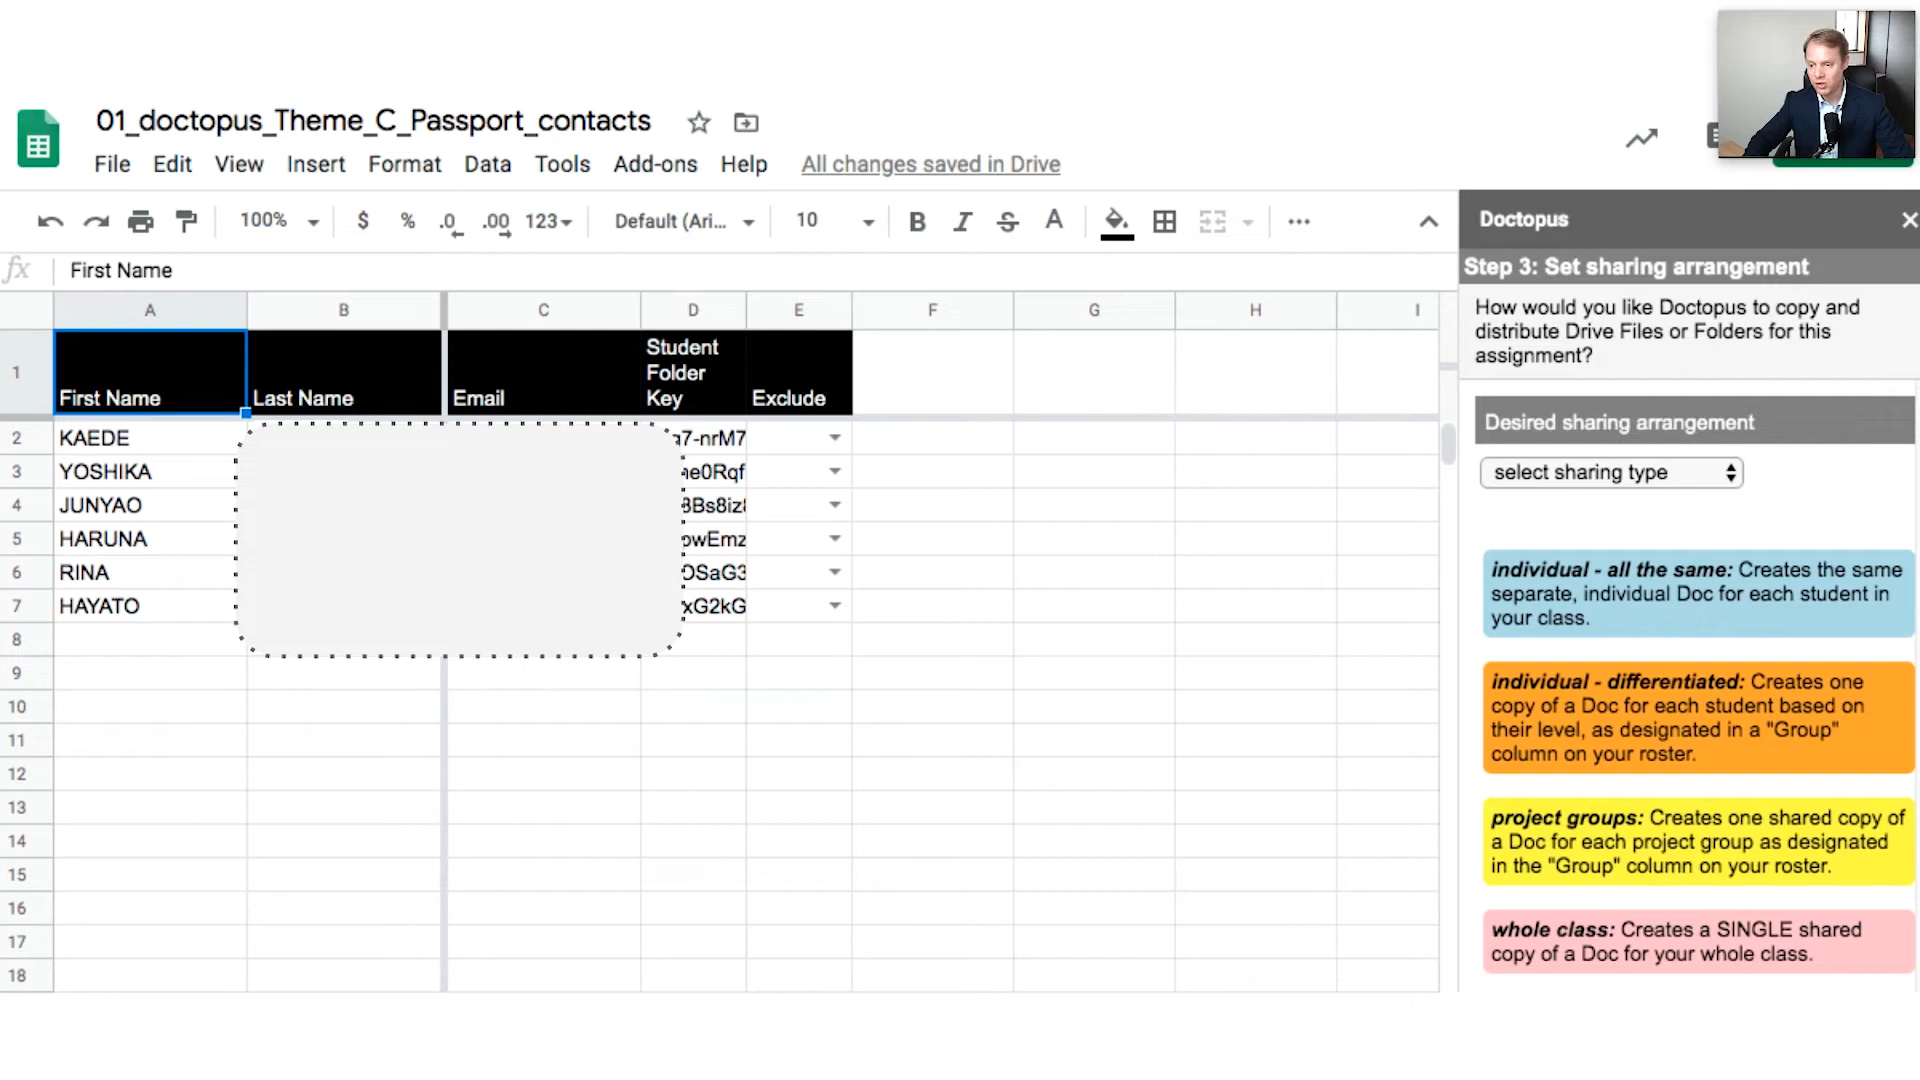 01_doctopus_Theme_C_Passport_contacts
File Edit View Insert Format Data Tools Add-ons Help All changes saved in Drive
100% $ % .0 .00 123 Default (Ari... 10 B I S A
fx First Name
A B C D E F G H I
1 First Name Last Name Email Student Folder Key Exclude
2 KAEDE 7-nrM7
3 YOSHIKA e0Rqf
4 JUNYAO Bs8iz
5 HARUNA wEmz
6 RINA SaG3
7 HAYATO xG2kG
8
9
10
11
12
13
14
15
16
17
18
Doctopus
Step 3: Set sharing arrangement
How would you like Doctopus to copy and
distribute Drive Files or Folders for this
assignment?
Desired sharing arrangement
select sharing type
individual - all the same: Creates the same
separate, individual Doc for each student in
your class.
individual - differentiated: Creates one
copy of a Doc for each student based on
their level, as designated in a "Group"
column on your roster.
project groups: Creates one shared copy of
a Doc for each project group as designated
in the "Group" column on your roster.
whole class: Creates a SINGLE shared
copy of a Doc for your whole class.